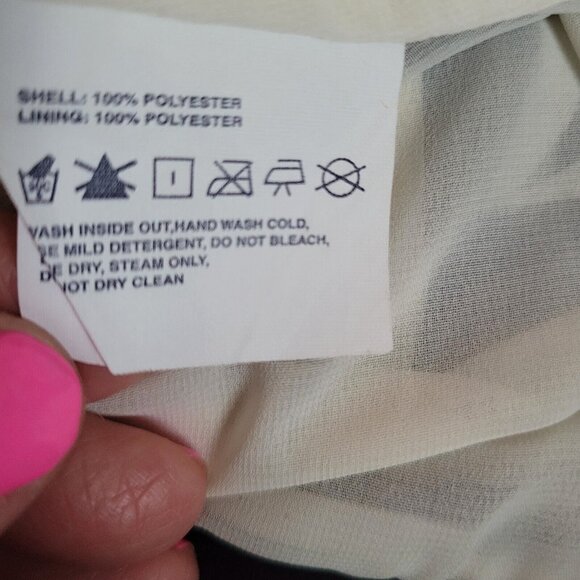 SHELL: 100% POLYESTER
LINING: 100% POLYESTER
WASH INSIDE OUT,HAND WASH COLD,
MILD DETERGENT, DO NOT BLEACH,
DRY, STEAM ONLY,
NOT DRY CLEAN